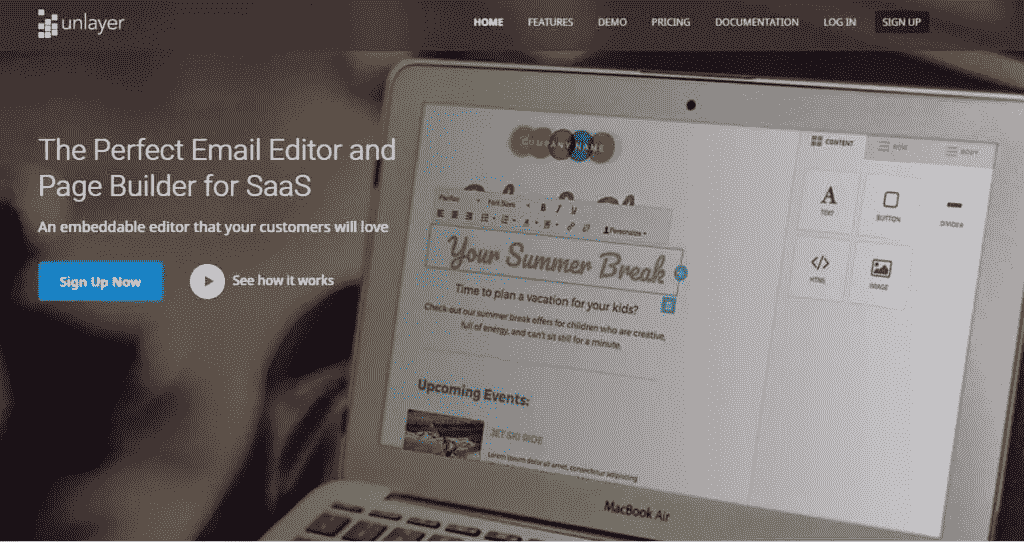 unlayer
HOME FEATURES DEMO PRICING DOCUMENTATION LOG IN SIGN UP
The Perfect Email Editor and
Page Builder for SaaS
An embeddable editor that your customers will love
Sign Up Now
See how it works
COMPANY NAME
CONTENT ROW BODY
TEXT BUTTON DIVIDER
HTML IMAGE
Font Sizes
B I U
Personalize
Your Summer Break
Time to plan a vacation for your kids?
Check out our summer break offers for children who are creative,
full of energy, and can't sit still for a minute.
Upcoming Events:
JET SKI RIDE
Lorem ipsum dolor sit amet, consectetur adipiscing
MacBook Air